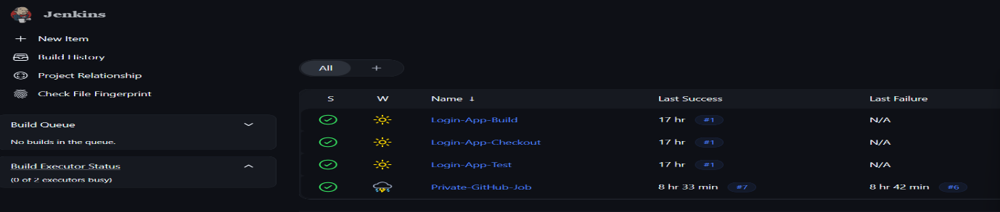 Jenkins
New Item
Build History
Project Relationship
Check File Fingerprint
Build Queue
No builds in the queue.
Build Executor Status
(0 of 2 executors busy)
All +
S W Name ↓ Last Success Last Failure
Login-App-Build 17 hr #1 N/A
Login-App-Checkout 17 hr #1 N/A
Login-App-Test 17 hr #1 N/A
Private-GitHub-Job 8 hr 33 min #7 8 hr 42 min #6